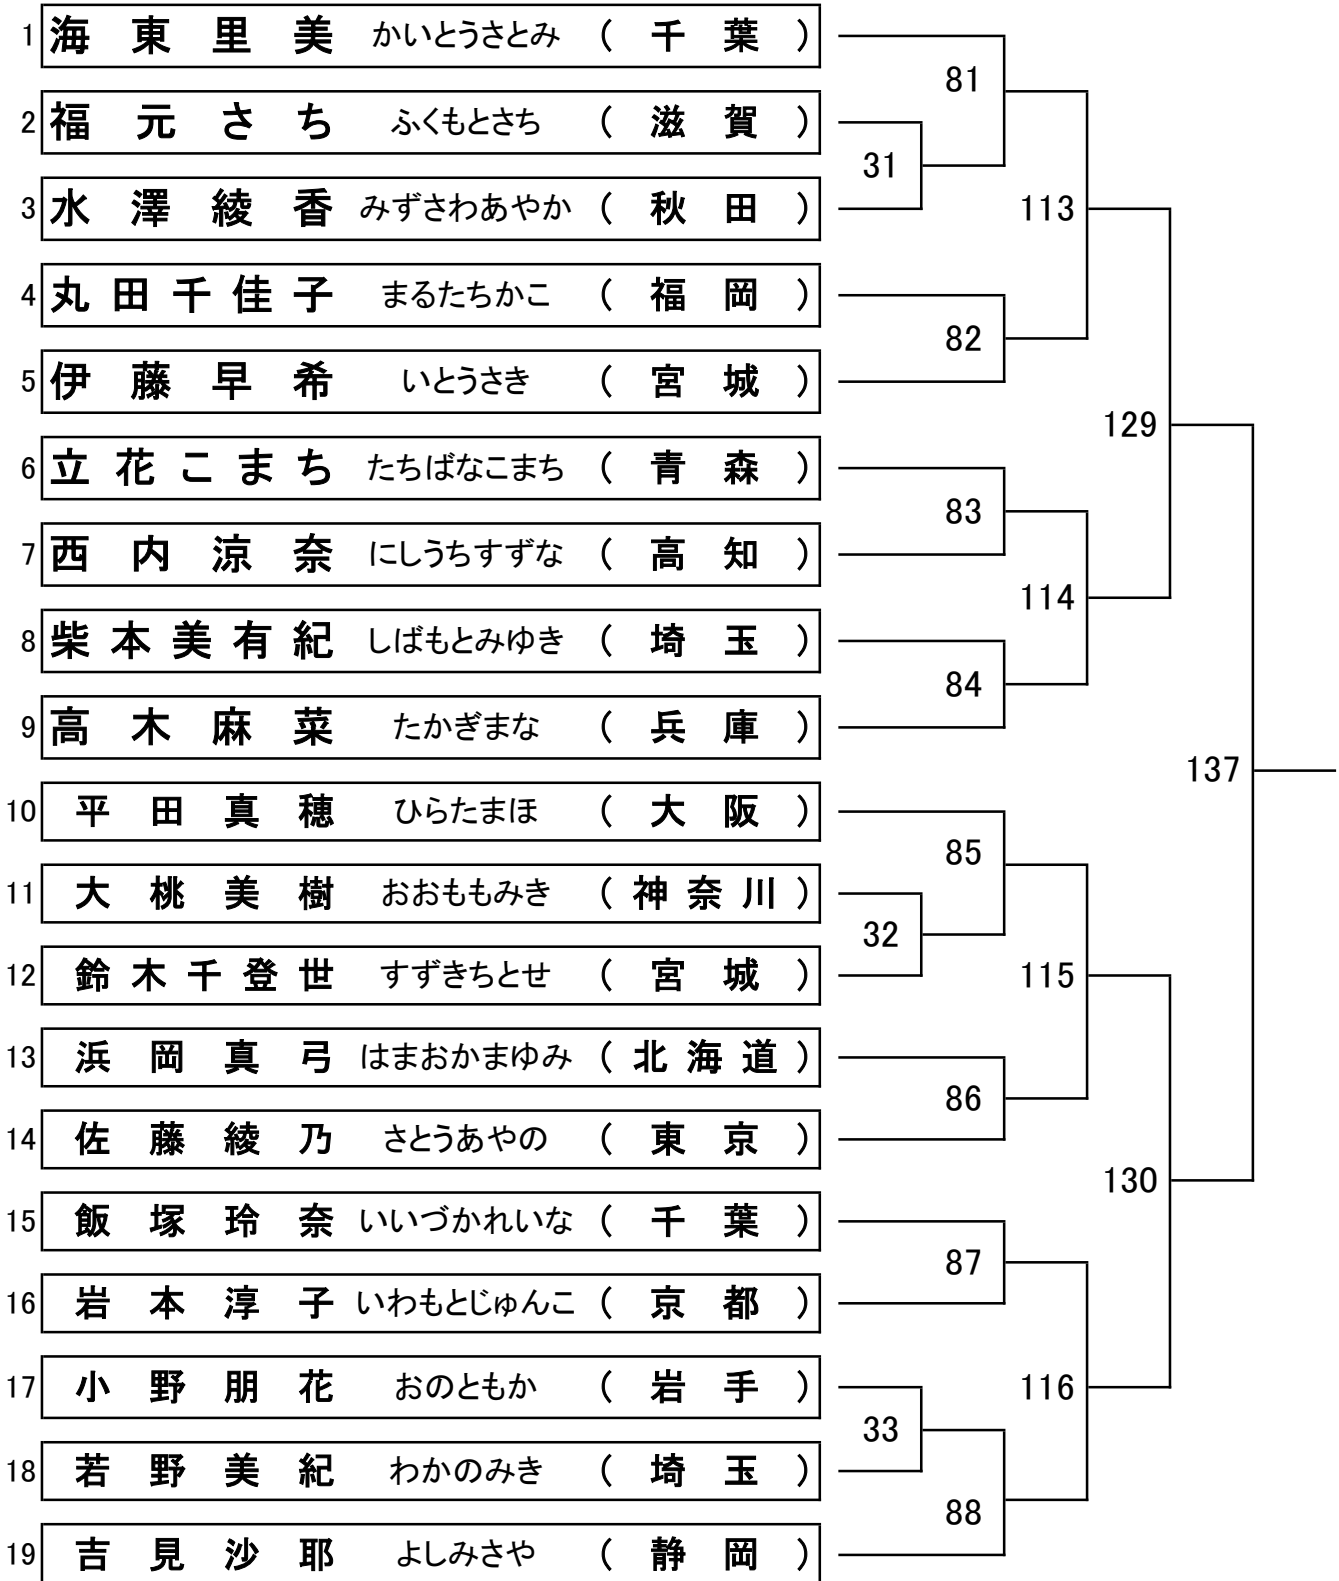 1 海東里美 かいとうさとみ (千葉)
81
2 福元さち ふくもとさち (滋賀)
31
3 水澤綾香 みずさわあやか (秋田)
113
4 丸田千佳子 まるたちかこ (福岡)
82
5 伊藤早希 いとうさき (宮城)
129
6 立花こまち たちばなこまち (青森)
83
7 西内涼奈 にしうちすずな (高知)
114
8 柴本美有紀 しばもとみゆき (埼玉)
84
9 高木麻菜 たかぎまな (兵庫)
137
10 平田真穂 ひらたまほ (大阪)
85
11 大桃美樹 おおももみき (神奈川)
32
12 鈴木千登世 すずきちとせ (宮城)
115
13 浜岡真弓 はまおかまゆみ (北海道)
86
14 佐藤綾乃 さとうあやの (東京)
130
15 飯塚玲奈 いいづかれいな (千葉)
87
16 岩本淳子 いわもとじゅんこ (京都)
17 小野朋花 おのともか (岩手)
116
33
18 若野美紀 わかのみき (埼玉)
88
19 吉見沙耶 よしみさや (静岡)